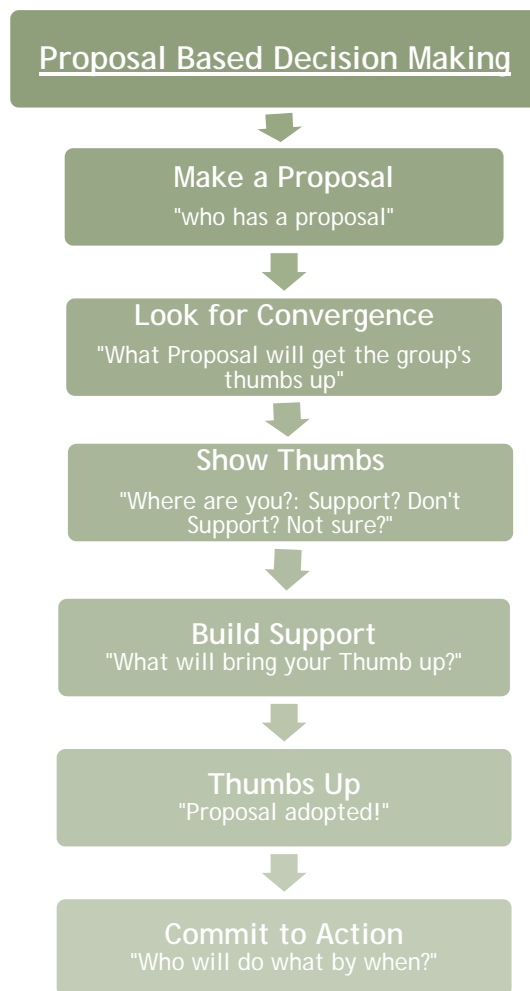 Proposal Based Decision Making
Make a Proposal
"who has a proposal"
Look for Convergence
"What Proposal will get the group's
thumbs up"
Show Thumbs
"Where are you?: Support? Don't
Support? Not sure?"
Build Support
"What will bring your Thumb up?"
Thumbs Up
"Proposal adopted!"
Commit to Action
"Who will do what by when?"